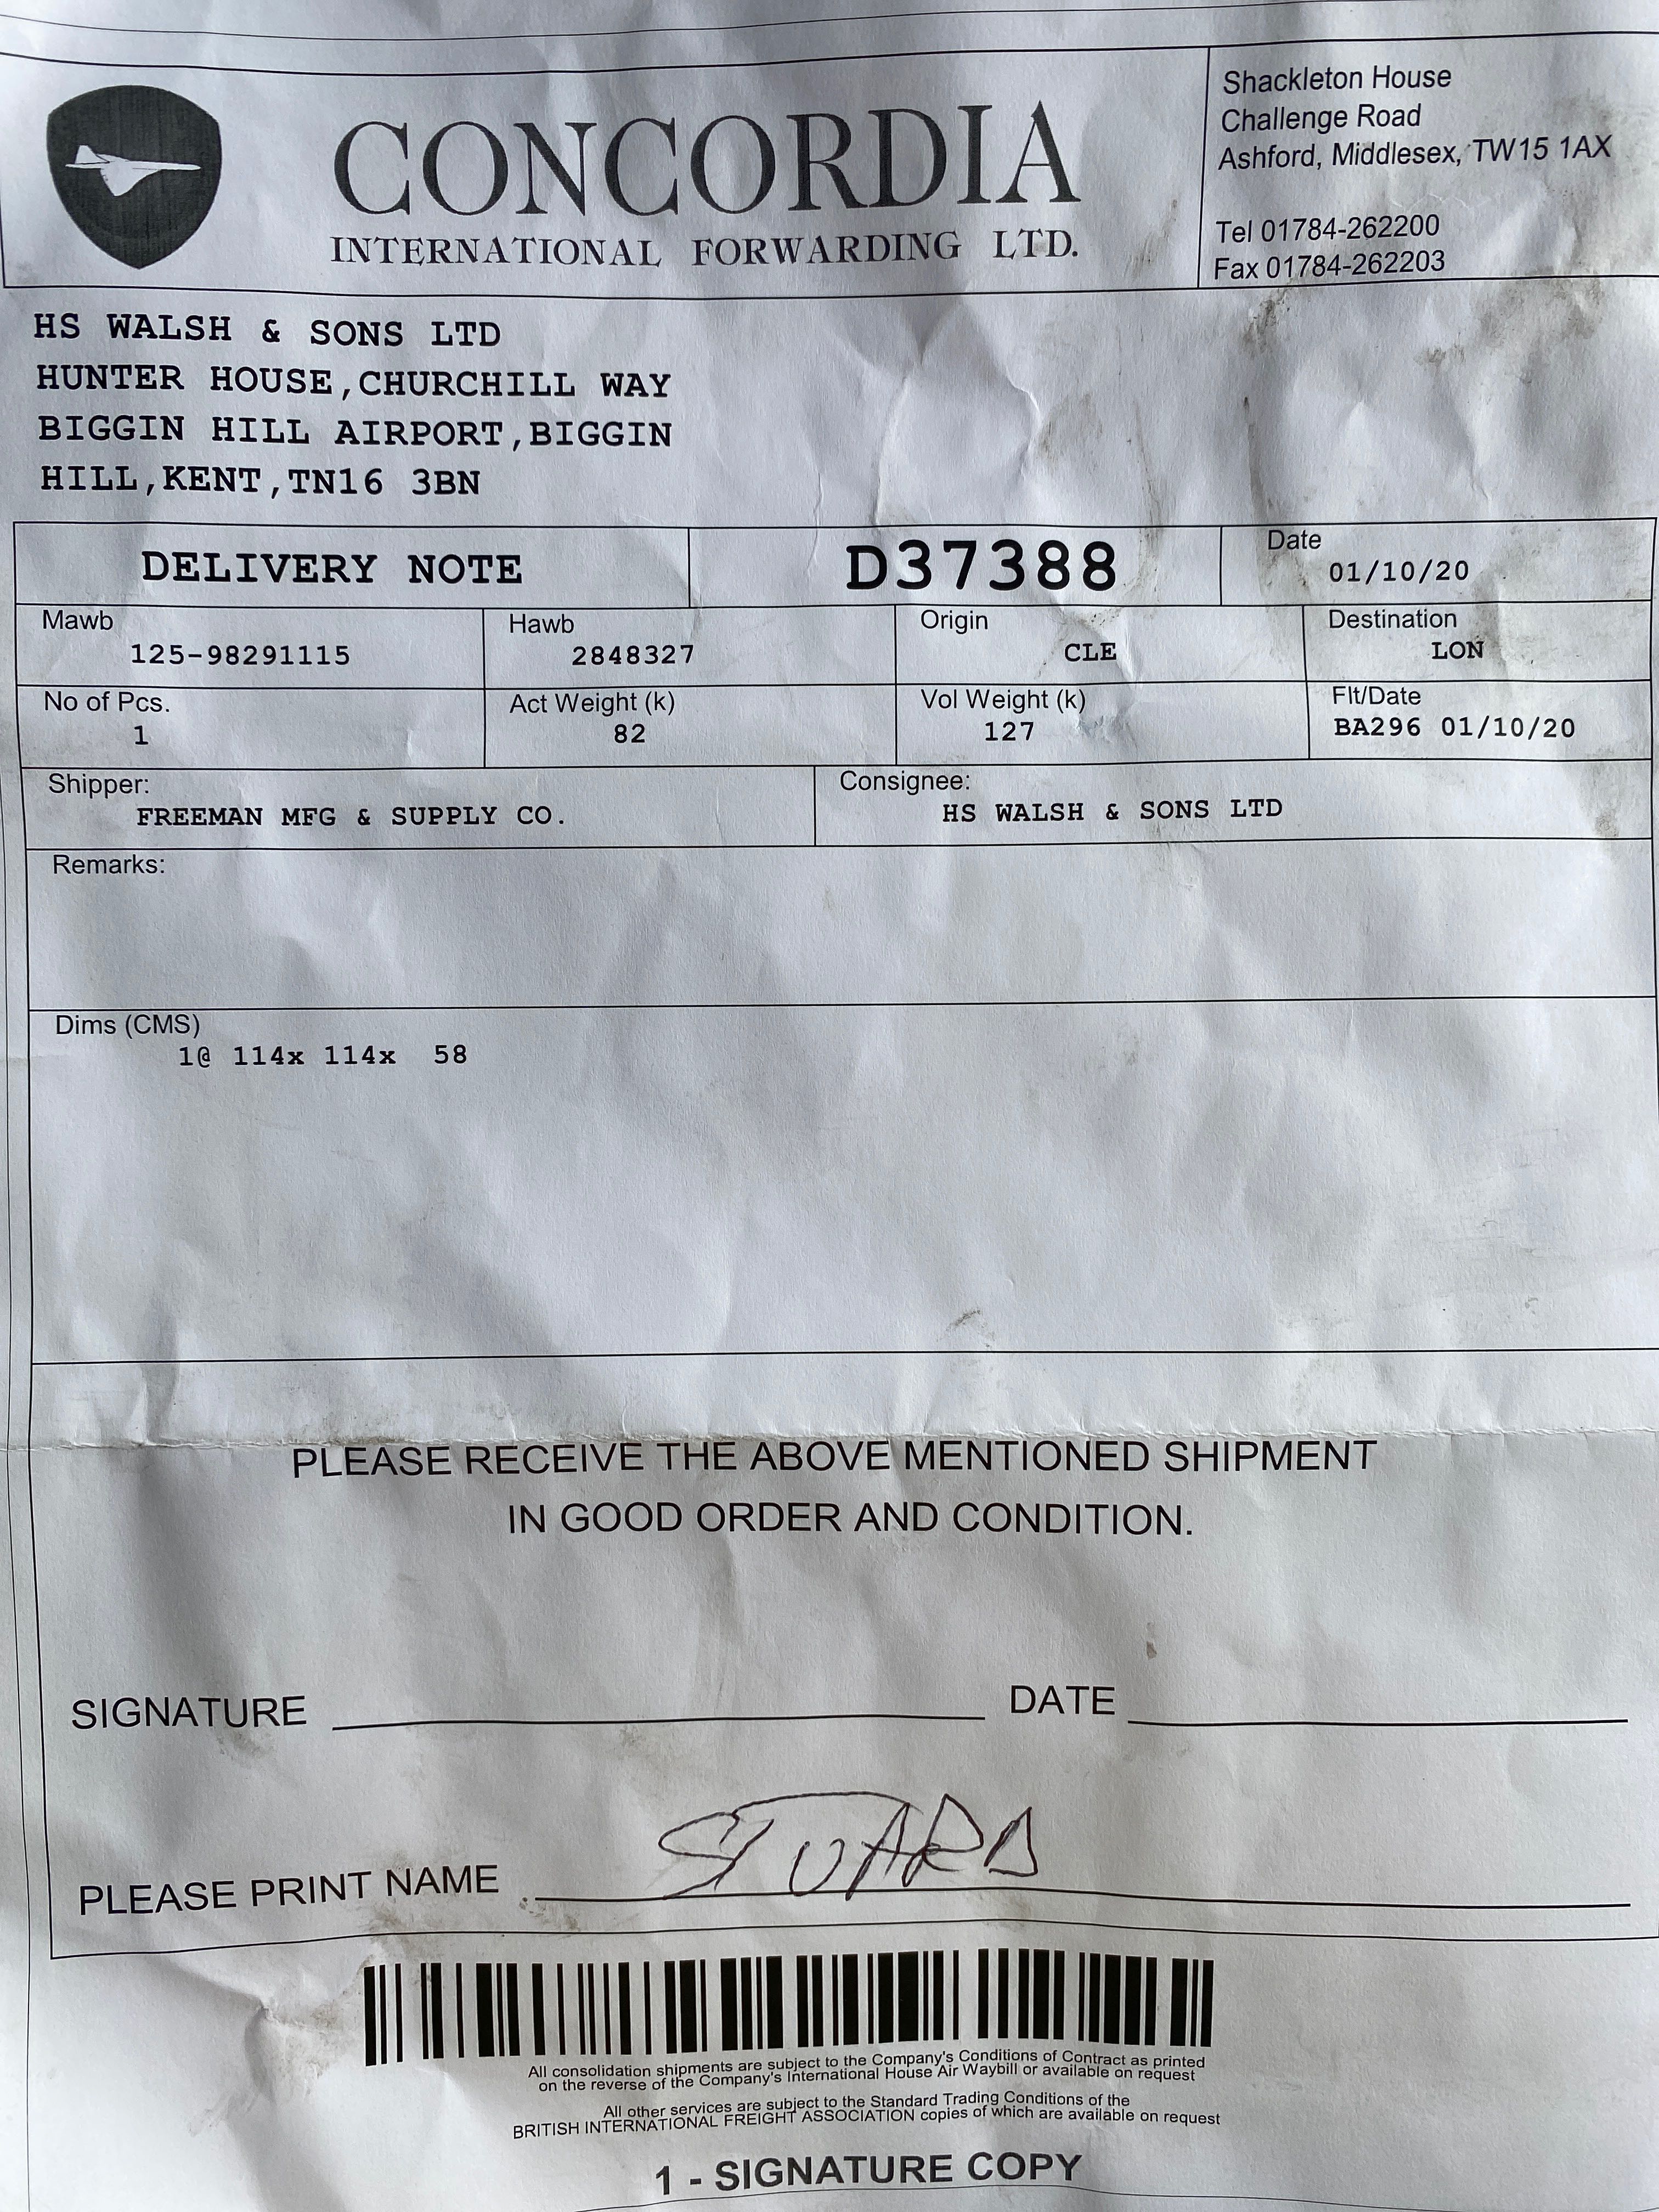 CONCORDIA
INTERNATIONAL FORWARDING LTD.
Shackleton House
Challenge Road
Ashford, Middlesex, TW15 1AX
Tel 01784-262200
Fax 01784-262203
HS WALSH & SONS LTD
HUNTER HOUSE,CHURCHILL WAY
BIGGIN HILL AIRPORT,BIGGIN
HILL,KENT,TN16 3BN
DELIVERY NOTE D37388 Date
01/10/20
Mawb Hawb Origin Destination
125-98291115 2848327 CLE LON
No of Pcs. Act Weight (k) Vol Weight (k) Flt/Date
1 82 127 BA296 01/10/20
Shipper: Consignee:
FREEMAN MFG & SUPPLY CO. HS WALSH & SONS LTD
Remarks:
Dims (CMS)
1@ 114x 114x 58
PLEASE RECEIVE THE ABOVE MENTIONED SHIPMENT
IN GOOD ORDER AND CONDITION.
SIGNATURE DATE
PLEASE PRINT NAME STUARD
All consolidation shipments are subject to the Company's Conditions of Contract as printed
on the reverse of the Company's International House Air Waybill or available on request
All other services are subject to the Standard Trading Conditions of the
BRITISH INTERNATIONAL FREIGHT ASSOCIATION copies of which are available on request
1 - SIGNATURE COPY